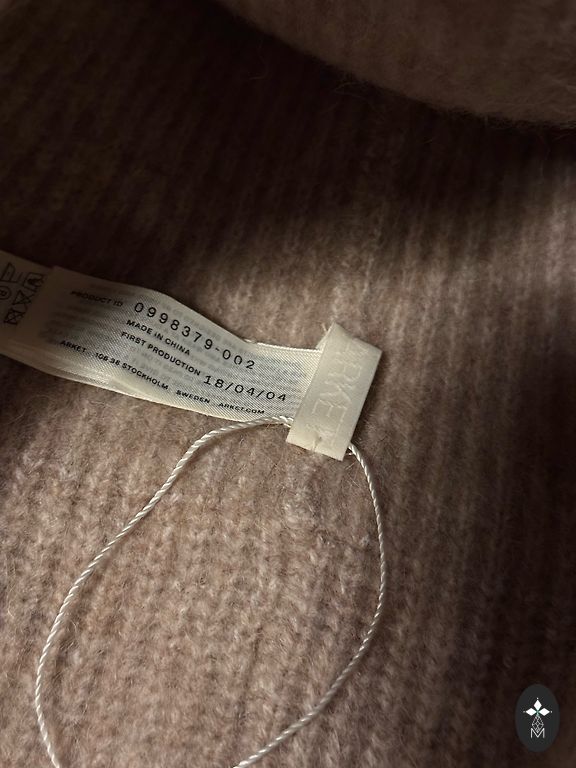 PRODUCT ID 0998379-002
MADE IN CHINA
FIRST PRODUCTION 18/04/04
ARKET 106 38 STOCKHOLM SWEDEN ARKET.COM
ARKET
M